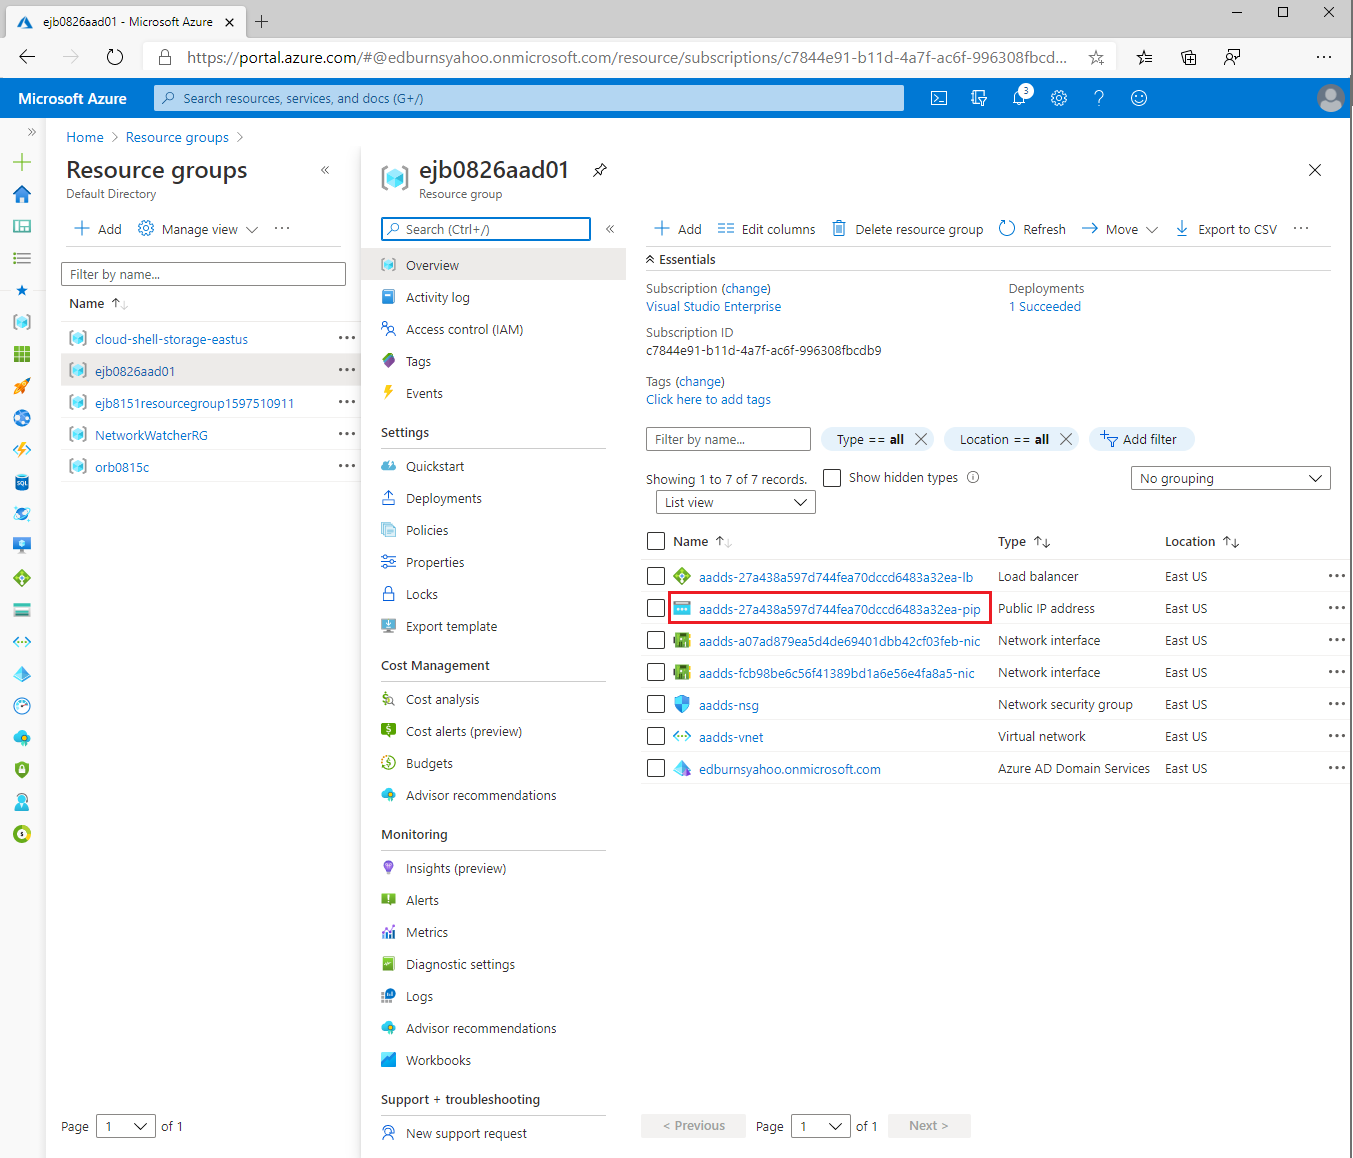 ejb0826aad01 - Microsoft Azure
https://portal.azure.com/#@edburnsyahoo.onmicrosoft.com/resource/subscriptions/c7844e91-b11d-4a7f-ac6f-996308fbcd...
Microsoft Azure
Search resources, services, and docs (G+/)
3
Home > Resource groups >
Resource groups
Default Directory
Add
Manage view
Filter by name...
Name
cloud-shell-storage-eastus
ejb0826aad01
ejb8151resourcegroup1597510911
NetworkWatcherRG
orb0815c
Page 1 of 1
ejb0826aad01
Resource group
Search (Ctrl+/)
Overview
Activity log
Access control (IAM)
Tags
Events
Settings
Quickstart
Deployments
Policies
Properties
Locks
Export template
Cost Management
Cost analysis
Cost alerts (preview)
Budgets
Advisor recommendations
Monitoring
Insights (preview)
Alerts
Metrics
Diagnostic settings
Logs
Advisor recommendations
Workbooks
Support + troubleshooting
New support request
Add
Edit columns
Delete resource group
Refresh
Move
Export to CSV
Essentials
Subscription (change)
Visual Studio Enterprise
Deployments
1 Succeeded
Subscription ID
c7844e91-b11d-4a7f-ac6f-996308fbcdb9
Tags (change)
Click here to add tags
Filter by name...
Type == all
Location == all
Add filter
Showing 1 to 7 of 7 records.
Show hidden types
No grouping
List view
Name Type Location
aadds-27a438a597d744fea70dccd6483a32ea-lb Load balancer East US
aadds-27a438a597d744fea70dccd6483a32ea-pip Public IP address East US
aadds-a07ad879ea5d4de69401dbb42cf03feb-nic Network interface East US
aadds-fcb98be6c56f41389bd1a6e56e4fa8a5-nic Network interface East US
aadds-nsg Network security group East US
aadds-vnet Virtual network East US
edburnsyahoo.onmicrosoft.com Azure AD Domain Services East US
< Previous Page 1 of 1 Next >